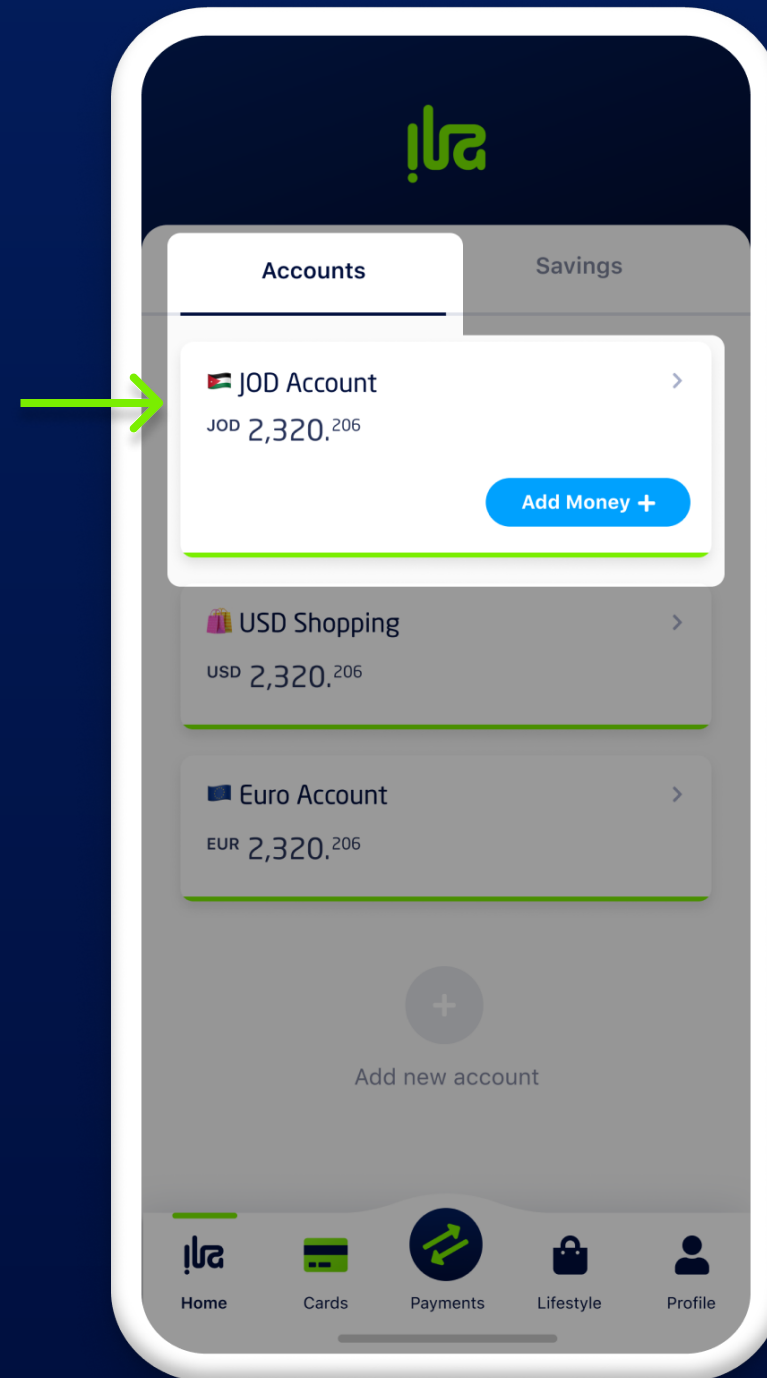 ila
Accounts
Savings
JOD Account
JOD 2,320.206
Add Money +
USD Shopping
USD 2,320.206
Euro Account
EUR 2,320.206
+
Add new account
ila
Home
Cards
Payments
Lifestyle
Profile